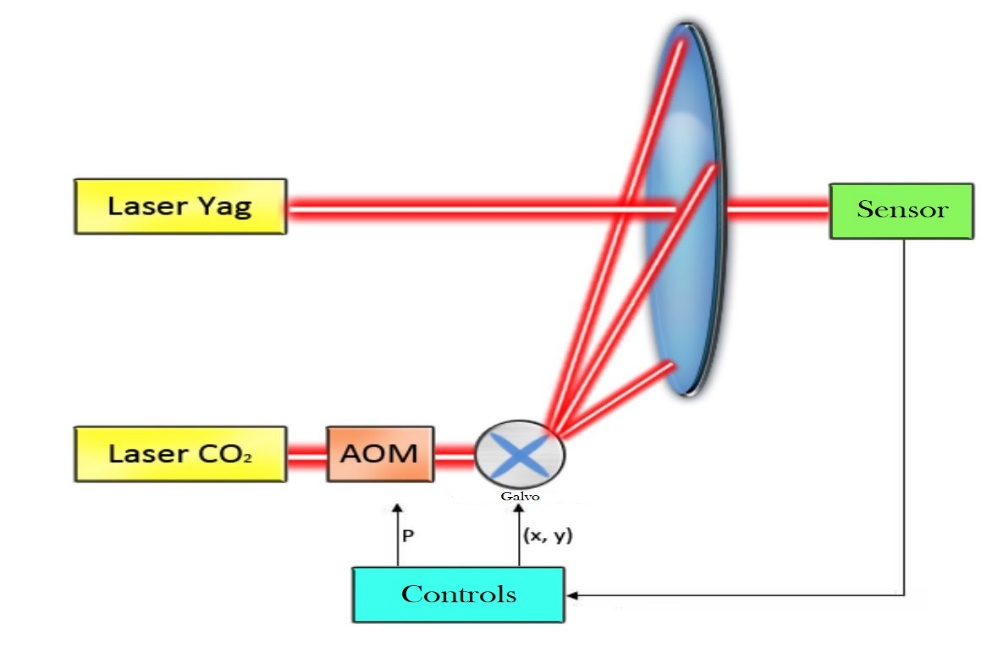 Laser Yag
Sensor
Laser CO₂
AOM
Galvo
P
(x, y)
Controls